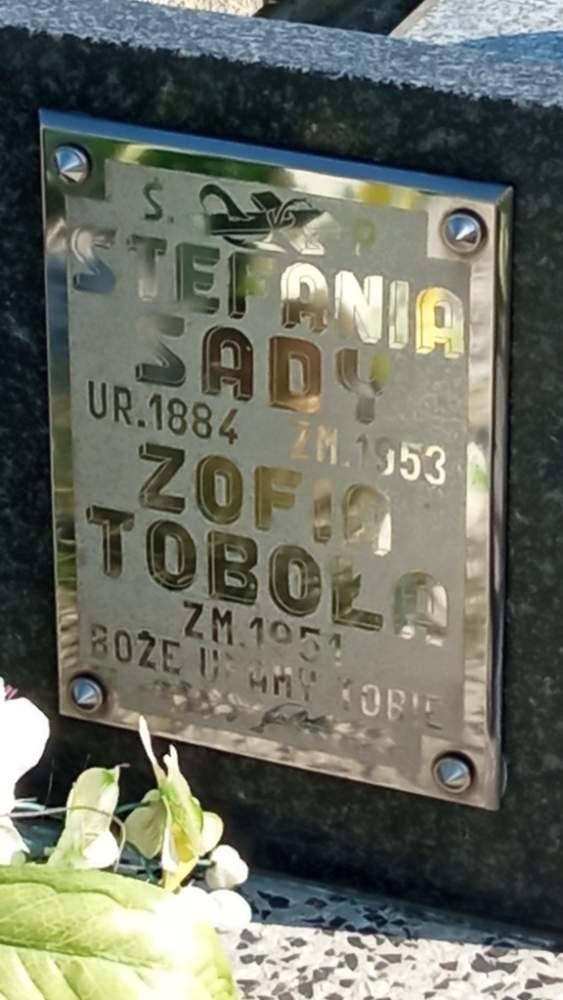 Ś. P
STEFANIA
SADY
UR.1884 ZM.1953
ZOFIA
TOBOŁA
ZM.1951
BOŻE UFAMY TOBIE